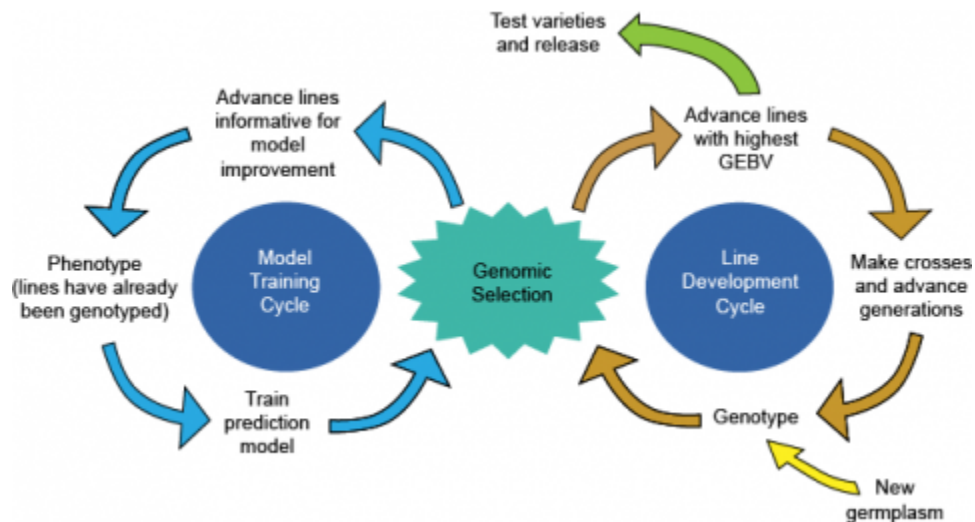 Test varieties
and release
Advance lines
informative for
model
improvement
Advance lines
with highest
GEBV
Phenotype
(lines have already
been genotyped)
Model
Training
Cycle
Genomic
Selection
Line
Development
Cycle
Make crosses
and advance
generations
Train
prediction
model
Genotype
New
germplasm